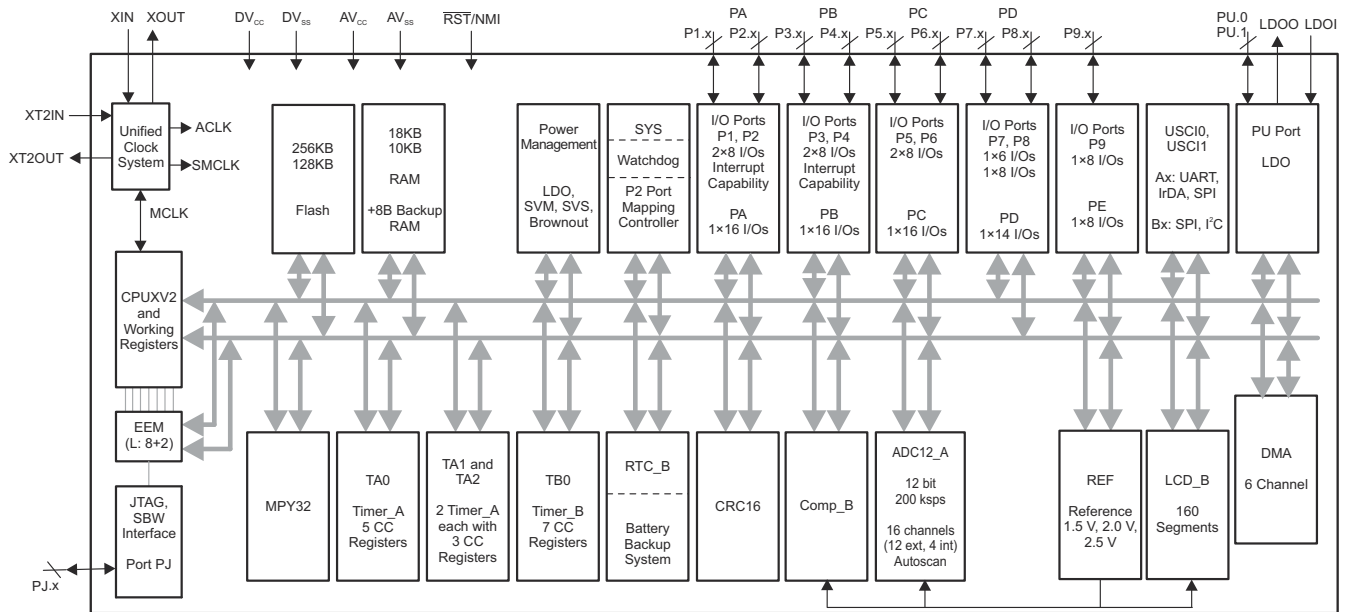 XIN XOUT DVCC DVSS AVCC AVSS RST/NMI
PA PB PC PD
P1.x P2.x P3.x P4.x P5.x P6.x P7.x P8.x P9.x
PU.0
PU.1
LDOO LDOI
XT2IN
XT2OUT
Unified
Clock
System
ACLK
SMCLK
MCLK
256KB
128KB
Flash
18KB
10KB
RAM
+8B Backup
RAM
Power
Management
LDO,
SVM, SVS,
Brownout
SYS
Watchdog
P2 Port
Mapping
Controller
I/O Ports
P1, P2
2×8 I/Os
Interrupt
Capability
PA
1×16 I/Os
I/O Ports
P3, P4
2×8 I/Os
Interrupt
Capability
PB
1×16 I/Os
I/O Ports
P5, P6
2×8 I/Os
PC
1×16 I/Os
I/O Ports
P7, P8
1×6 I/Os
1×8 I/Os
PD
1×14 I/Os
I/O Ports
P9
1×8 I/Os
PE
1×8 I/Os
USCI0,
USCI1
Ax: UART,
IrDA, SPI
Bx: SPI, I²C
PU Port
LDO
CPUXV2
and
Working
Registers
EEM
(L: 8+2)
JTAG,
SBW
Interface
Port PJ
PJ.x
MPY32
TA0
Timer_A
5 CC
Registers
TA1 and
TA2
2 Timer_A
each with
3 CC
Registers
TB0
Timer_B
7 CC
Registers
RTC_B
Battery
Backup
System
CRC16
Comp_B
ADC12_A
12 bit
200 ksps
16 channels
(12 ext, 4 int)
Autoscan
REF
Reference
1.5 V, 2.0 V,
2.5 V
LCD_B
160
Segments
DMA
6 Channel